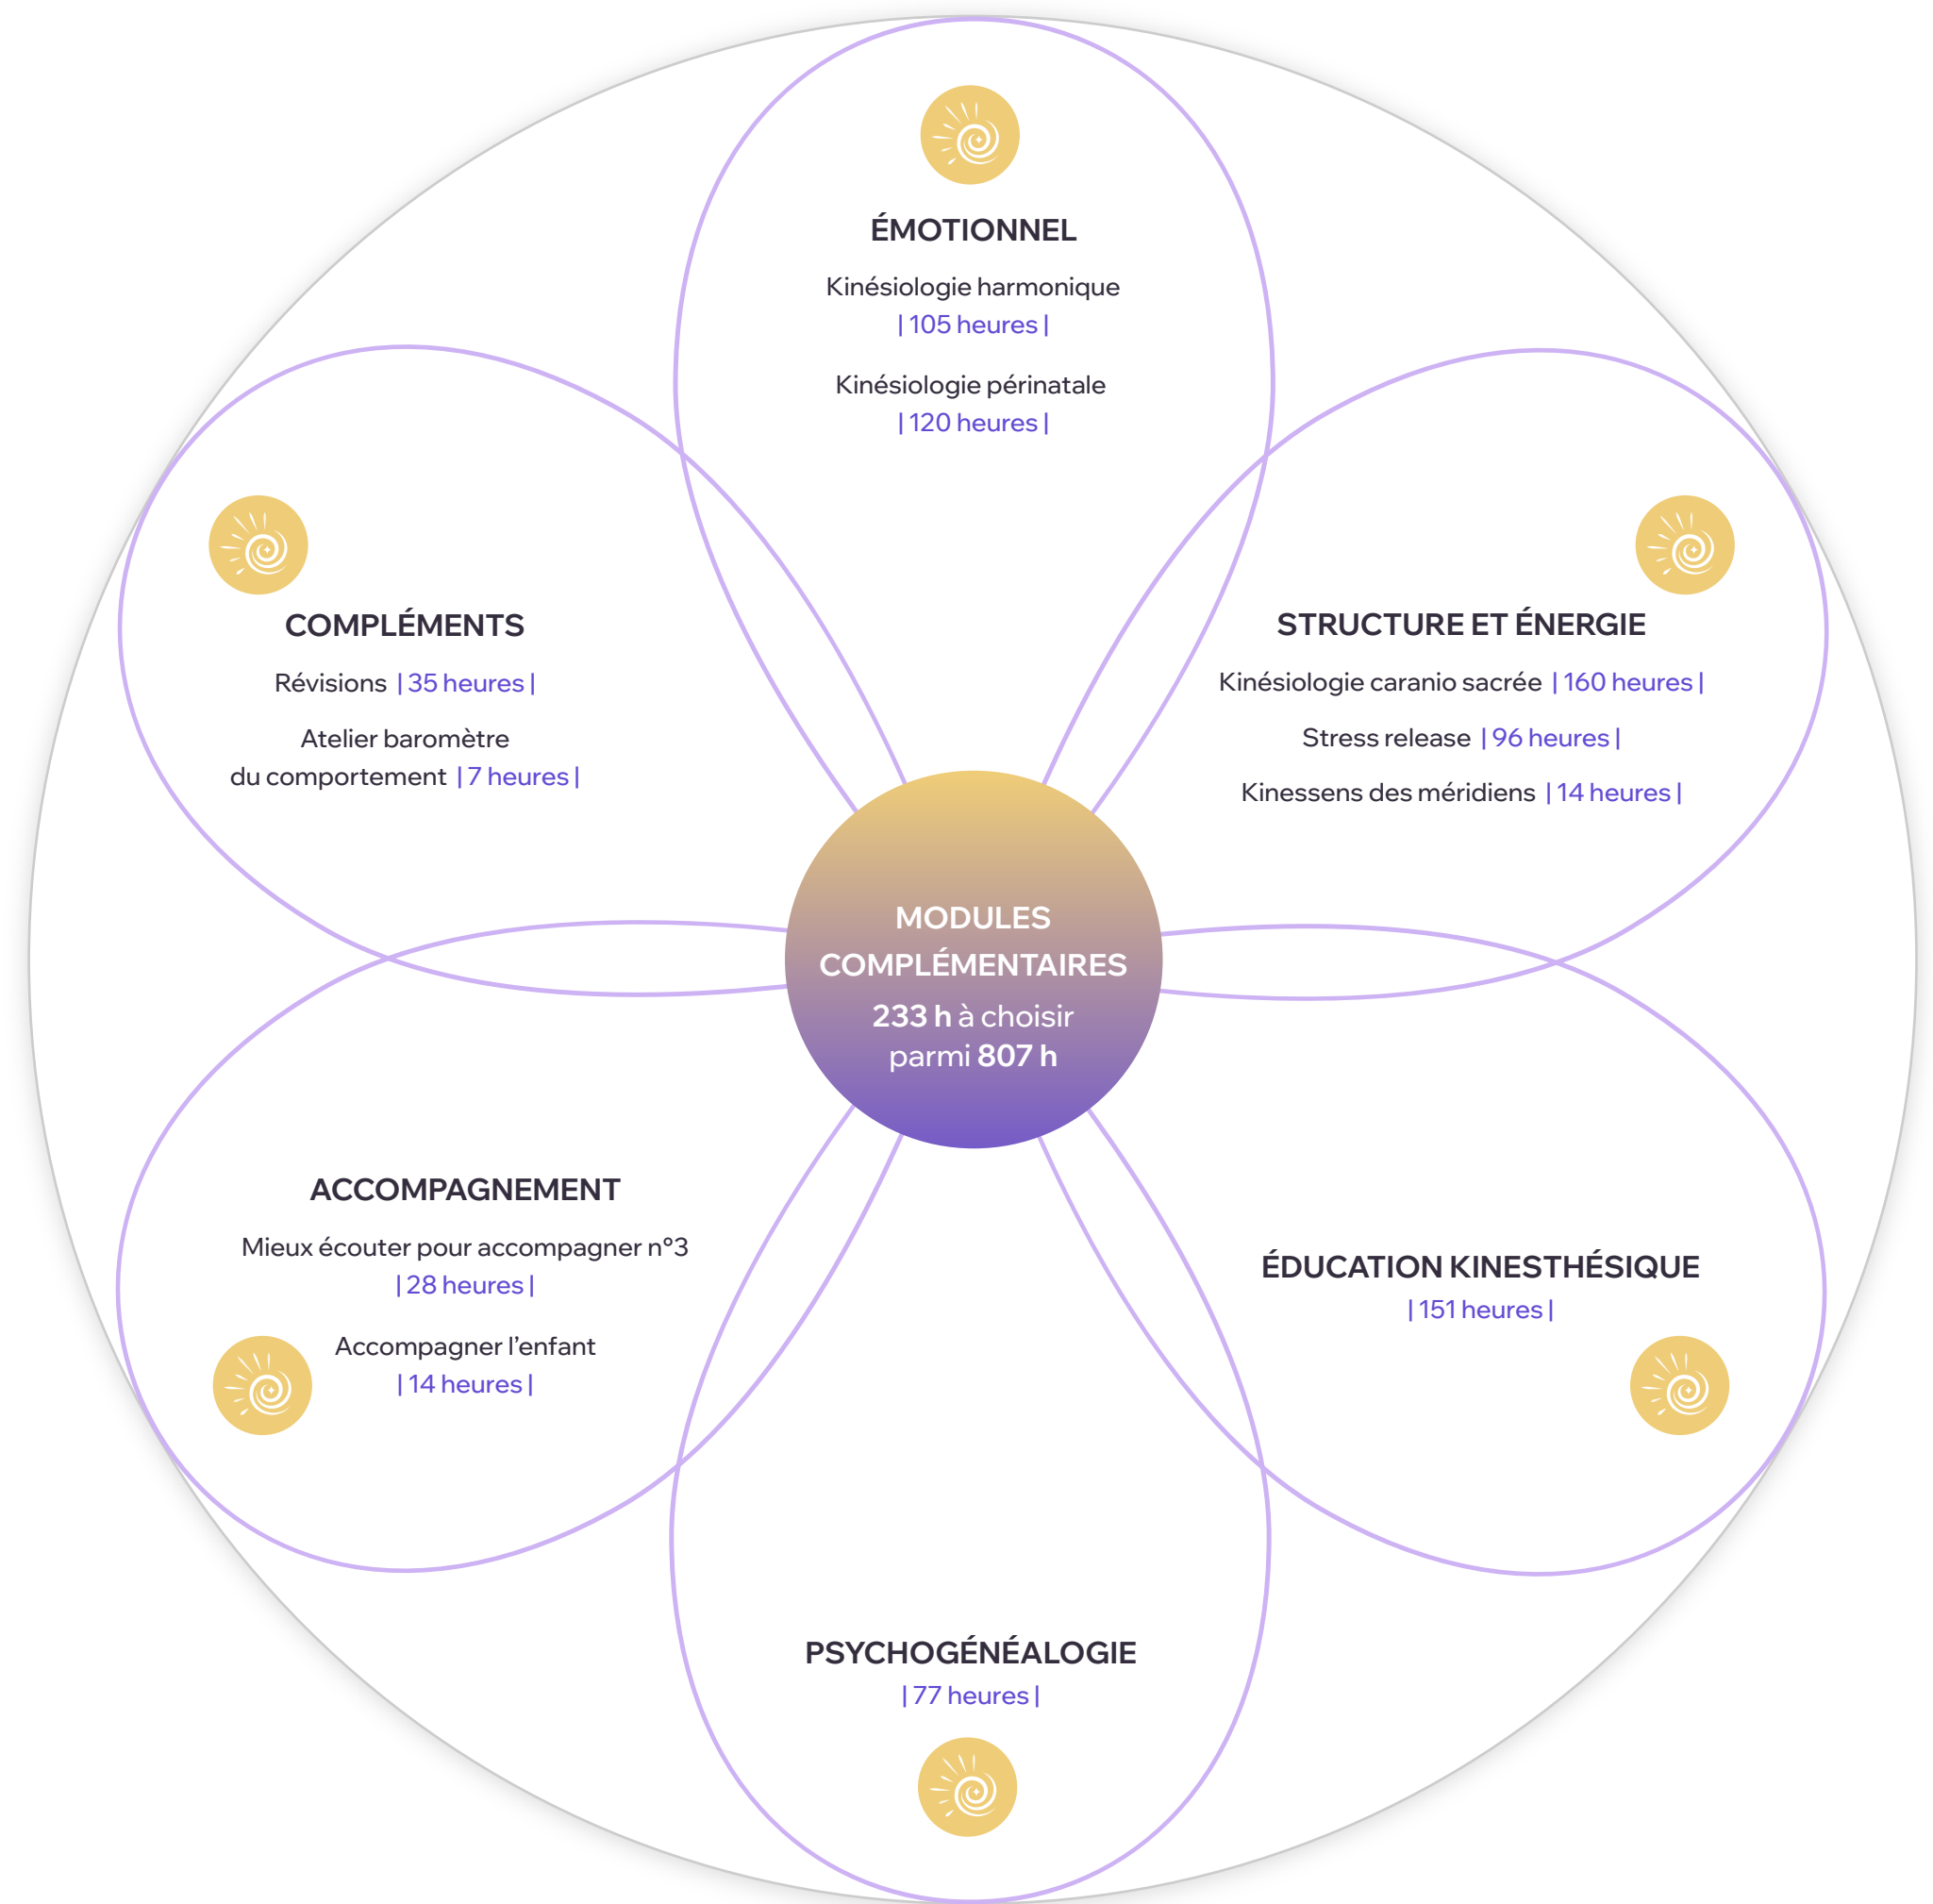 ÉMOTIONNEL
Kinésiologie harmonique
| 105 heures |
Kinésiologie périnatale
| 120 heures |
COMPLÉMENTS
Révisions | 35 heures |
Atelier baromètre
du comportement | 7 heures |
STRUCTURE ET ÉNERGIE
Kinésiologie caranio sacrée | 160 heures |
Stress release | 96 heures |
Kinessens des méridiens | 14 heures |
MODULES
COMPLÉMENTAIRES
233 h à choisir
parmi 807 h
ACCOMPAGNEMENT
Mieux écouter pour accompagner n°3
| 28 heures |
Accompagner l’enfant
| 14 heures |
ÉDUCATION KINESTHÉSIQUE
| 151 heures |
PSYCHOGÉNÉALOGIE
| 77 heures |